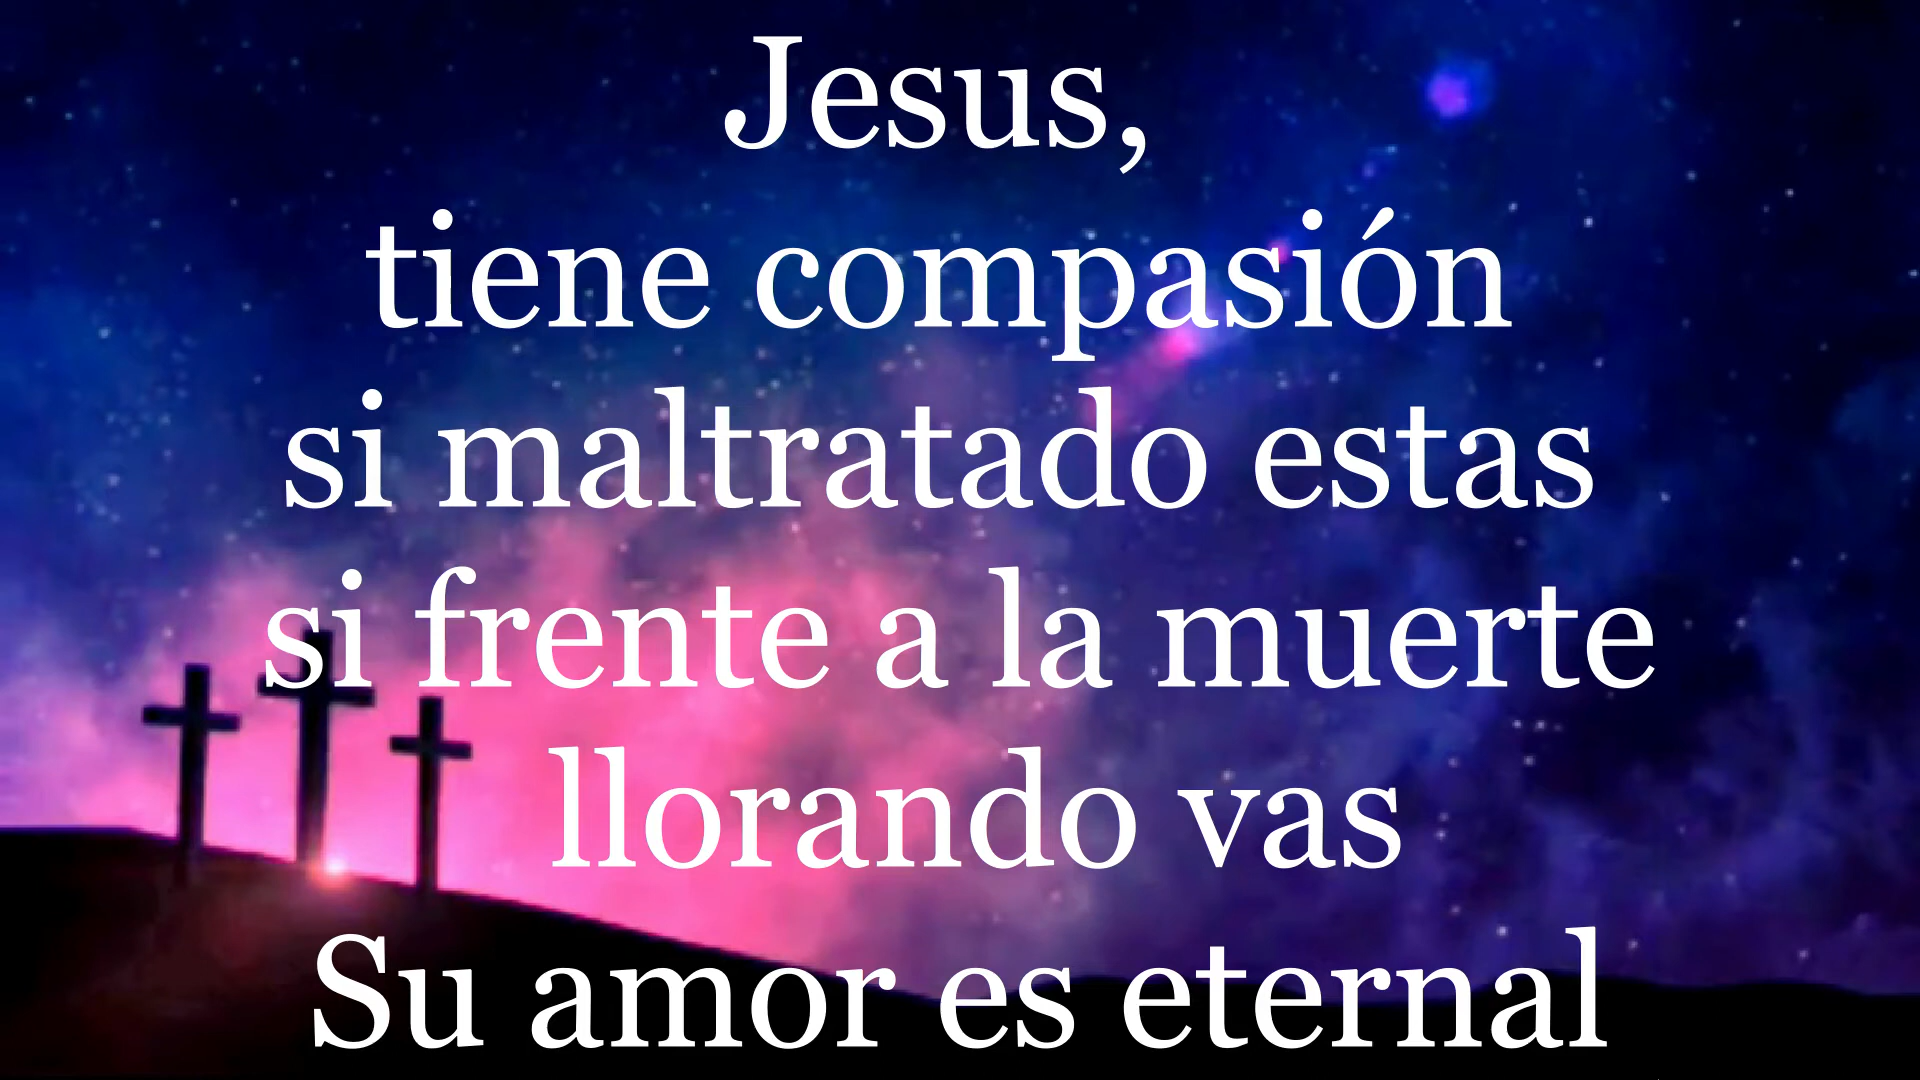 Jesus,
tiene compasión
si maltratado estas
si frente a la muerte
llorando vas
Su amor es eternal